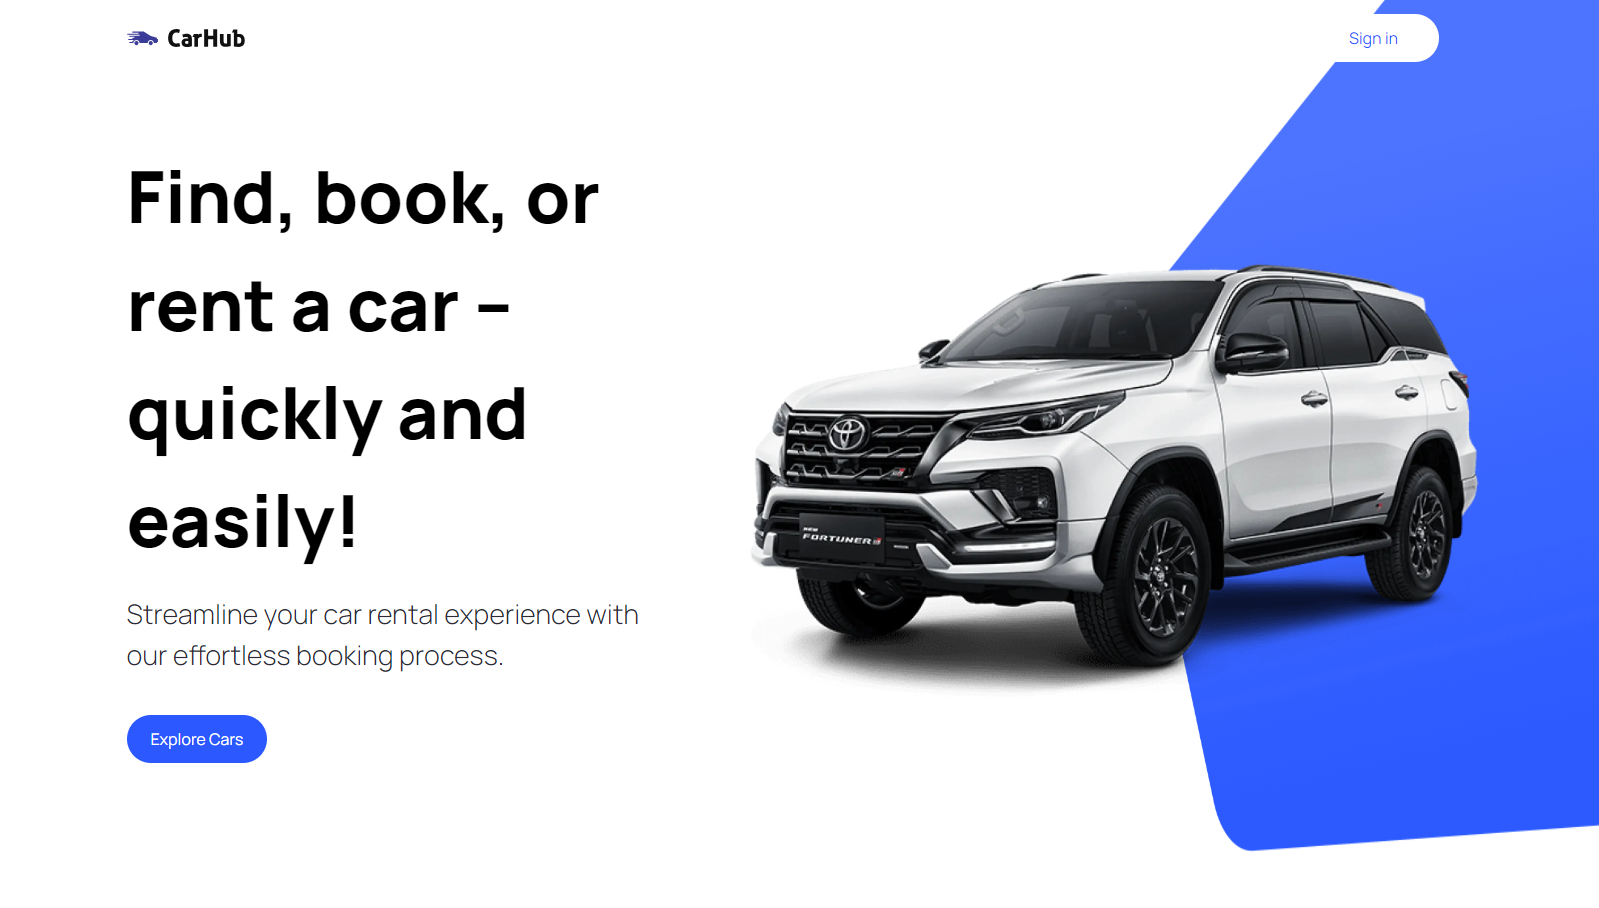 CarHub
Sign in
Find, book, or
rent a car –
quickly and
easily!
Streamline your car rental experience with
our effortless booking process.
Explore Cars
NEW
FORTUNER